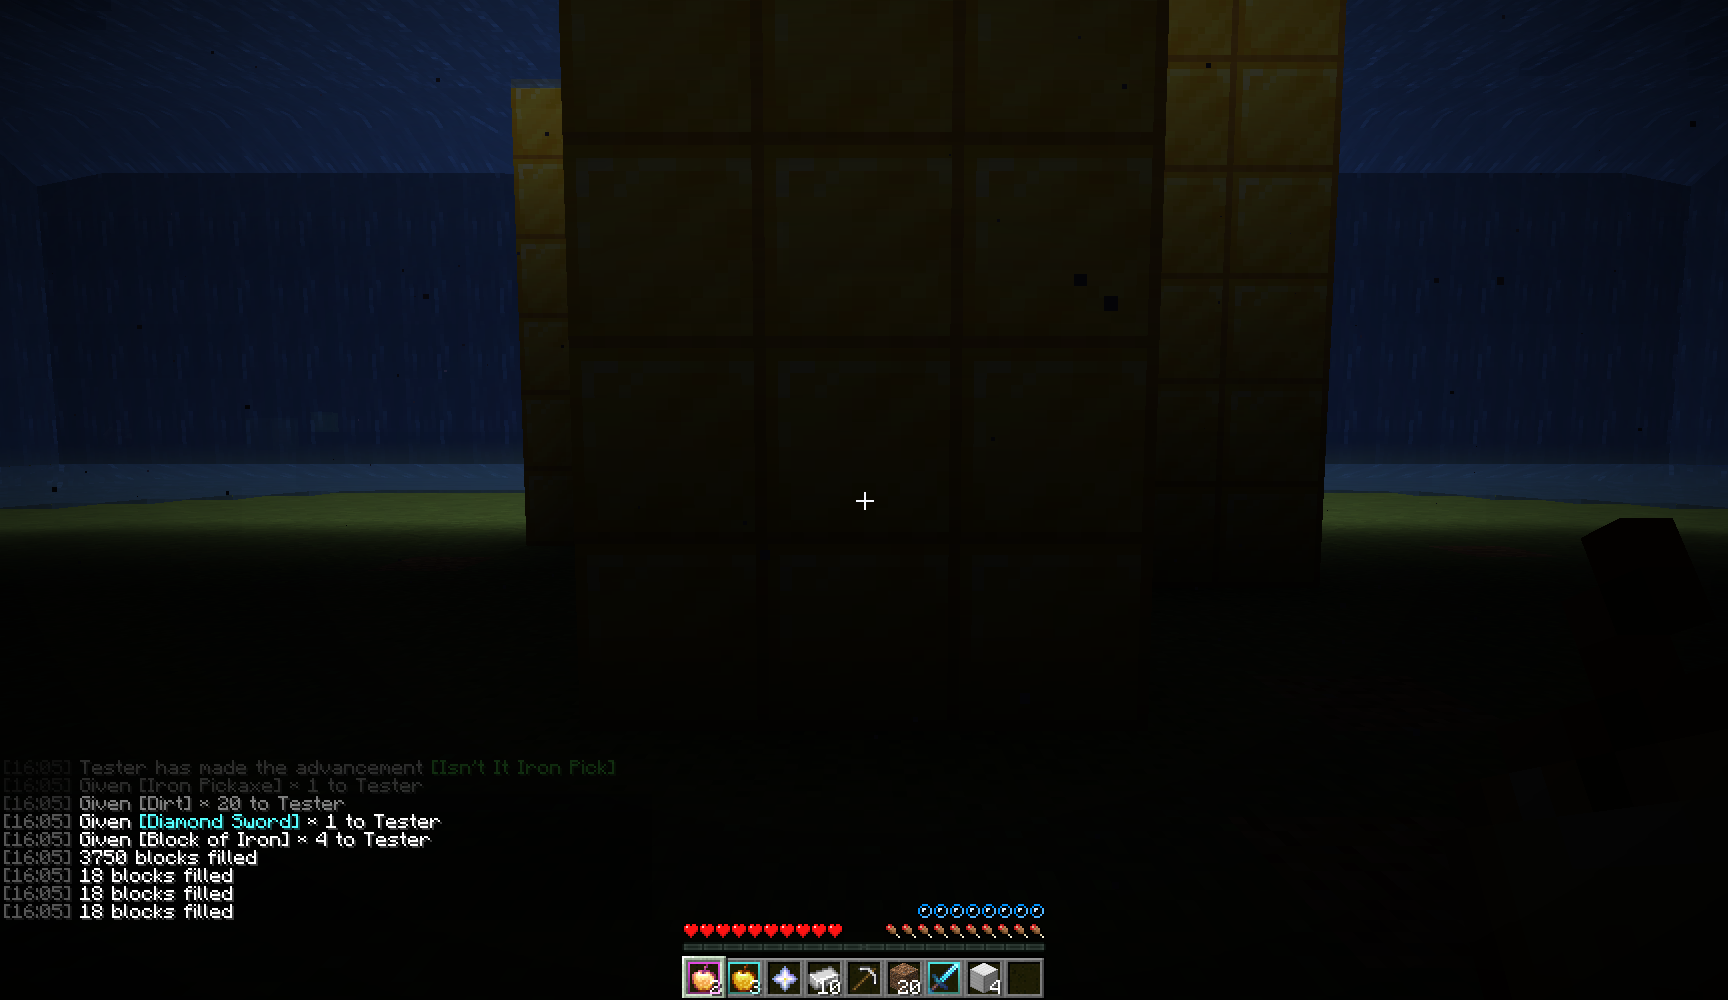 [16:05] Tester has made the advancement [Isn't It Iron Pick]
[16:05] Given [Iron Pickaxe] × 1 to Tester
[16:05] Given [Dirt] × 20 to Tester
[16:05] Given [Diamond Sword] × 1 to Tester
[16:05] Given [Block of Iron] × 4 to Tester
[16:05] 3750 blocks filled
[16:05] 18 blocks filled
[16:05] 18 blocks filled
[16:05] 18 blocks filled
2 3 10 20 4